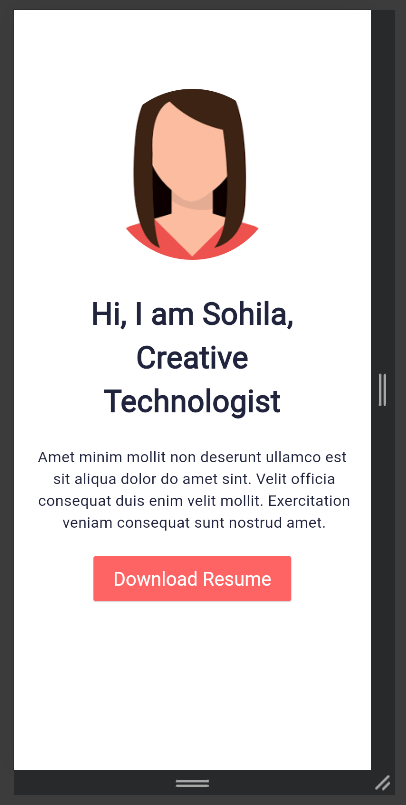 Hi, I am Sohila,
Creative
Technologist
Amet minim mollit non deserunt ullamco est
sit aliqua dolor do amet sint. Velit officia
consequat duis enim velit mollit. Exercitation
veniam consequat sunt nostrud amet.
Download Resume